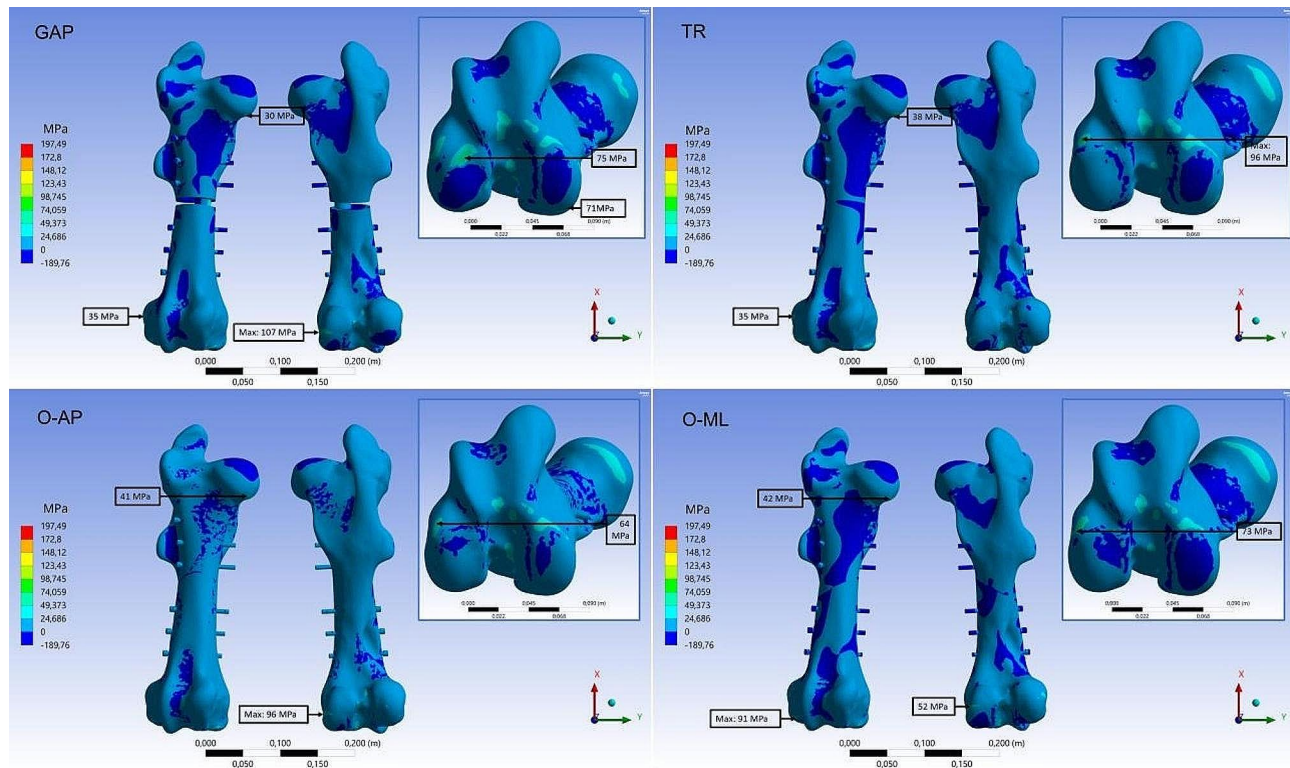 GAP
MPa
197,49
172,8
148,12
123,43
98,745
74,059
49,373
24,686
0
-189,76
30 MPa
35 MPa
Max: 107 MPa
75 MPa
71MPa
0,000
0,045
0,090 (m)
0,022
0,068
X
Y
Z
0,000
0,100
0,200 (m)
0,050
0,150
TR
MPa
197,49
172,8
148,12
123,43
98,745
74,059
49,373
24,686
0
-189,76
38 MPa
35 MPa
Max:
96 MPa
0,000
0,045
0,090 (m)
0,022
0,068
X
Y
Z
0,000
0,100
0,200 (m)
0,050
0,150
O-AP
MPa
197,49
172,8
148,12
123,43
98,745
74,059
49,373
24,686
0
-189,76
41 MPa
Max: 96 MPa
64
MPa
0,000
0,045
0,090 (m)
0,022
0,068
X
Y
Z
0,000
0,100
0,200 (m)
0,050
0,150
O-ML
MPa
197,49
172,8
148,12
123,43
98,745
74,059
49,373
24,686
0
-189,76
42 MPa
Max: 91 MPa
52 MPa
73 MPa
0,000
0,045
0,090 (m)
0,022
0,068
X
Y
Z
0,000
0,100
0,200 (m)
0,050
0,150